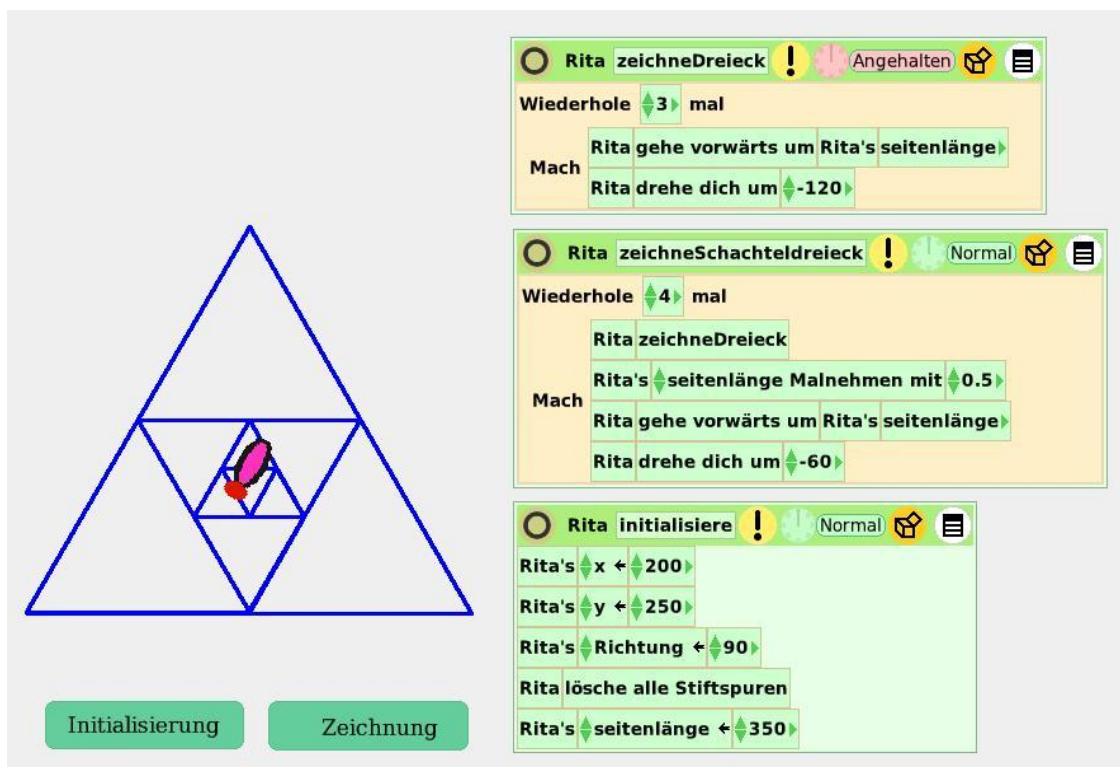 Rita zeichneDreieck ! Angehalten
Wiederhole 3 mal
Mach
Rita gehe vorwärts um Rita's seitenlänge
Rita drehe dich um -120
Rita zeichneSchachteldreieck ! Normal
Wiederhole 4 mal
Mach
Rita zeichneDreieck
Rita's seitenlänge Malnehmen mit 0.5
Rita gehe vorwärts um Rita's seitenlänge
Rita drehe dich um -60
Rita initialisiere ! Normal
Rita's x ← 200
Rita's y ← 250
Rita's Richtung ← 90
Rita lösche alle Stiftspuren
Rita's seitenlänge ← 350
Initialisierung
Zeichnung